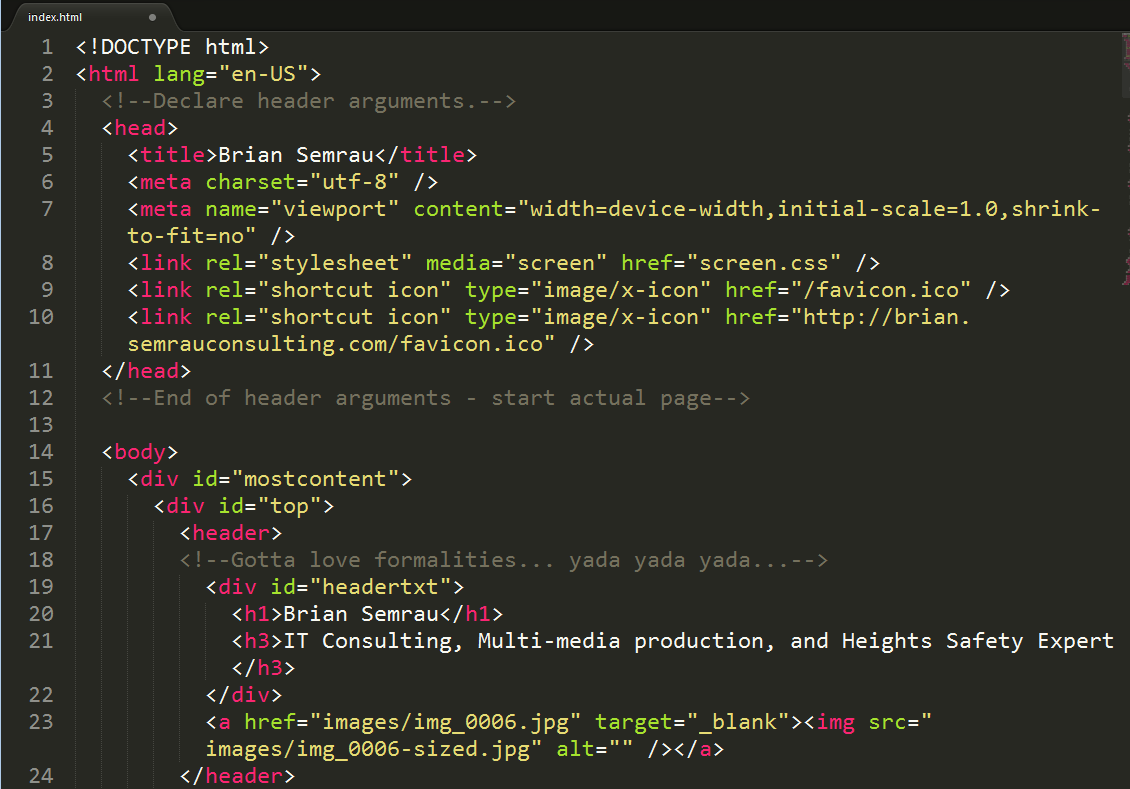 index.html
1 <!DOCTYPE html>
2 <html lang="en-US">
3 <!--Declare header arguments.-->
4 <head>
5 <title>Brian Semrau</title>
6 <meta charset="utf-8" />
7 <meta name="viewport" content="width=device-width,initial-scale=1.0,shrink-
to-fit=no" />
8 <link rel="stylesheet" media="screen" href="screen.css" />
9 <link rel="shortcut icon" type="image/x-icon" href="/favicon.ico" />
10 <link rel="shortcut icon" type="image/x-icon" href="http://brian.
semrauconsulting.com/favicon.ico" />
11 </head>
12 <!--End of header arguments - start actual page-->
13
14 <body>
15 <div id="mostcontent">
16 <div id="top">
17 <header>
18 <!--Gotta love formalities... yada yada yada...-->
19 <div id="headertxt">
20 <h1>Brian Semrau</h1>
21 <h3>IT Consulting, Multi-media production, and Heights Safety Expert
</h3>
22 </div>
23 <a href="images/img_0006.jpg" target="_blank"><img src="
images/img_0006-sized.jpg" alt="" /></a>
24 </header>